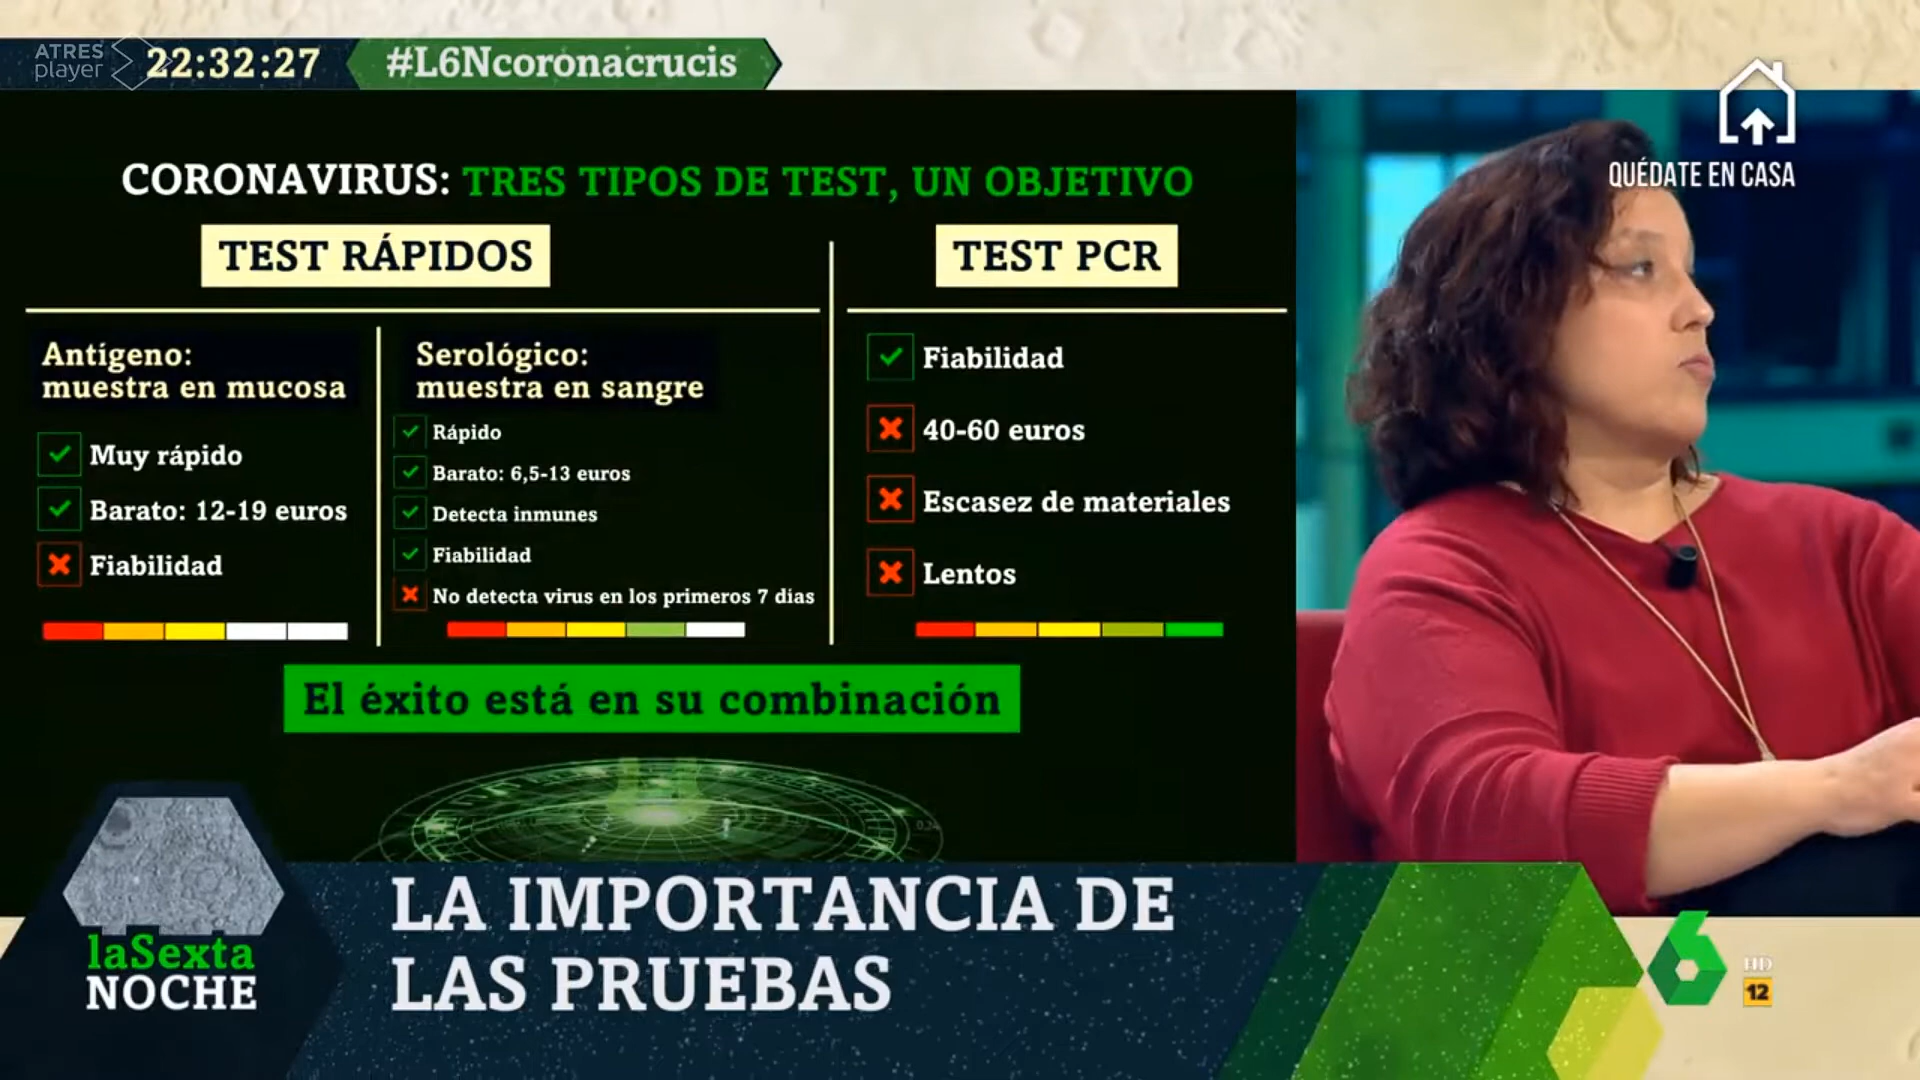 ATRES
player
22:32:27
#L6Ncoronacrucis
QUÉDATE EN CASA
CORONAVIRUS: TRES TIPOS DE TEST, UN OBJETIVO
TEST RÁPIDOS
Antígeno:
muestra en mucosa
Muy rápido
Barato: 12-19 euros
Fiabilidad
Serológico:
muestra en sangre
Rápido
Barato: 6,5-13 euros
Detecta inmunes
Fiabilidad
No detecta virus en los primeros 7 días
TEST PCR
Fiabilidad
40-60 euros
Escasez de materiales
Lentos
El éxito está en su combinación
laSexta
NOCHE
LA IMPORTANCIA DE
LAS PRUEBAS
6
HD
12